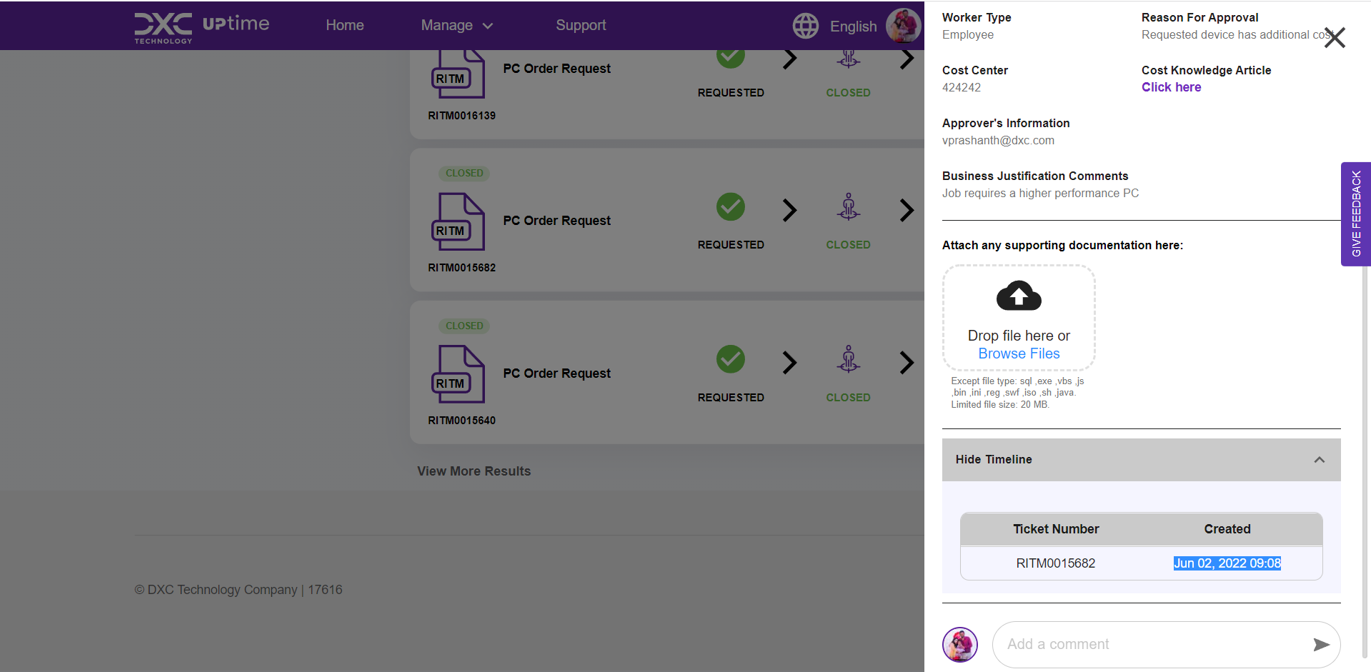 DXC
TECHNOLOGY
UPtime
Home
Manage
Support
English
RITM
PC Order Request
REQUESTED
CLOSED
RITM0016139
CLOSED
RITM
PC Order Request
REQUESTED
CLOSED
RITM0015682
CLOSED
RITM
PC Order Request
REQUESTED
CLOSED
RITM0015640
View More Results
© DXC Technology Company | 17616
Worker Type
Employee
Reason For Approval
Requested device has additional cost
Cost Center
424242
Cost Knowledge Article
Click here
Approver's Information
vprashanth@dxc.com
Business Justification Comments
Job requires a higher performance PC
GIVE FEEDBACK
Attach any supporting documentation here:
Drop file here or
Browse Files
Except file type: sql ,exe ,vbs ,js
,bin ,ini ,reg ,swf ,iso ,sh ,java.
Limited file size: 20 MB.
Hide Timeline
Ticket Number
Created
RITM0015682
Jun 02, 2022 09:08
Add a comment